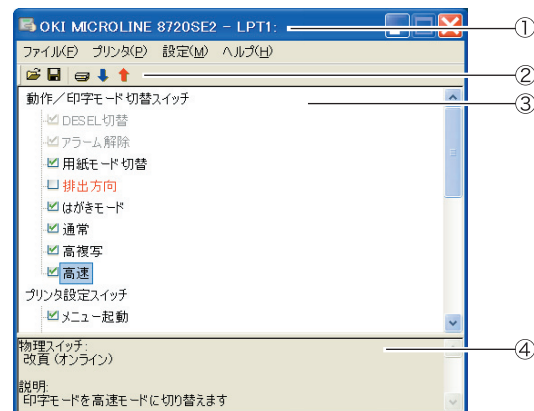 OKI MICROLINE 8720SE2 - LPT1:
①
ファイル(F) プリンタ(P) 設定(M) ヘルプ(H)
②
動作／印字モード切替スイッチ
③
DESEL切替
アラーム解除
用紙モード切替
排出方向
はがきモード
通常
高複写
高速
プリンタ設定スイッチ
メニュー起動
物理スイッチ:
④
改頁(オンライン)
説明:
印字モードを高速モードに切り替えます